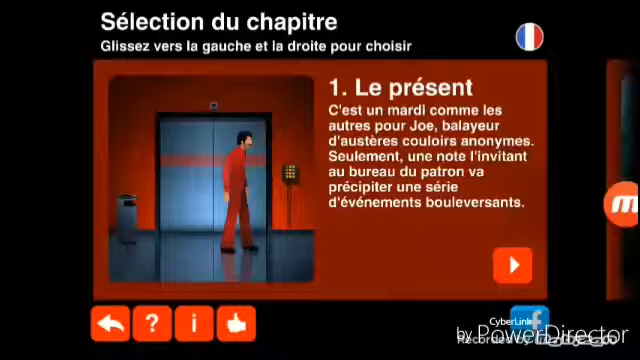 Sélection du chapitre
Glissez vers la gauche et la droite pour choisir
1. Le présent
C'est un mardi comme les
autres pour Joe, balayeur
d'austères couloirs anonymes.
Seulement, une note l'invitant
au bureau du patron va
précipiter une série
d'événements bouleversants.
?
i
CyberLink
by PowerDirector
Recorded by